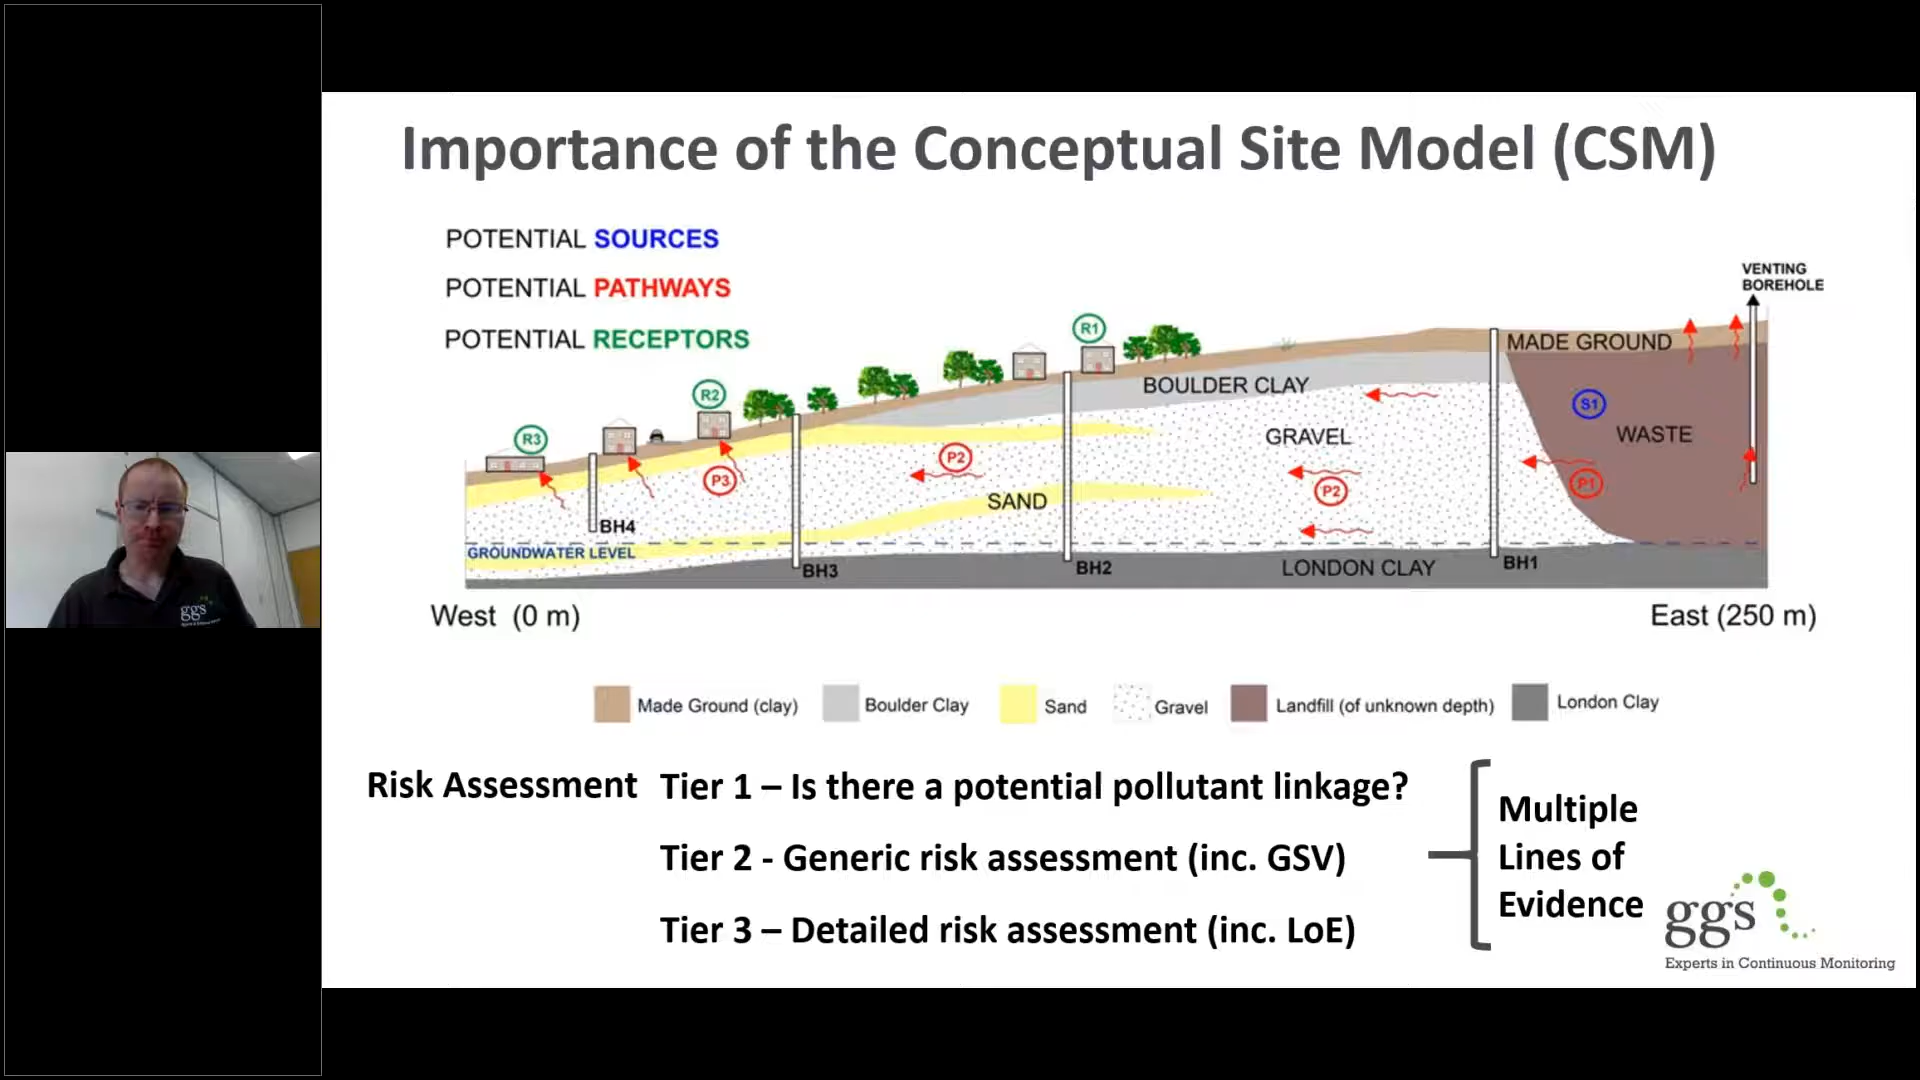 Importance of the Conceptual Site Model (CSM)
POTENTIAL SOURCES
POTENTIAL PATHWAYS
POTENTIAL RECEPTORS
VENTING
BOREHOLE
R1
MADE GROUND
BOULDER CLAY
R2
S1
R3
GRAVEL
WASTE
P2
P3
P1
P2
SAND
BH4
GROUNDWATER LEVEL
BH3
BH2
LONDON CLAY
BH1
West (0 m)
East (250 m)
Made Ground (clay)
Boulder Clay
Sand
Gravel
Landfill (of unknown depth)
London Clay
Risk Assessment
Tier 1 – Is there a potential pollutant linkage?
Tier 2 - Generic risk assessment (inc. GSV)
Tier 3 – Detailed risk assessment (inc. LoE)
Multiple
Lines of
Evidence
ggs
Experts in Continuous Monitoring
ggs